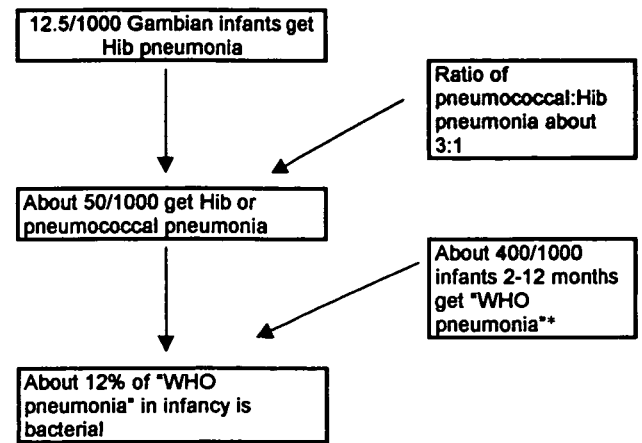 12.5/1000 Gambian infants get
Hib pneumonia
Ratio of
pneumococcal:Hib
pneumonia about
3:1
About 50/1000 get Hib or
pneumococcal pneumonia
About 400/1000
infants 2-12 months
get "WHO
pneumonia"*
About 12% of "WHO
pneumonia" in infancy is
bacterial